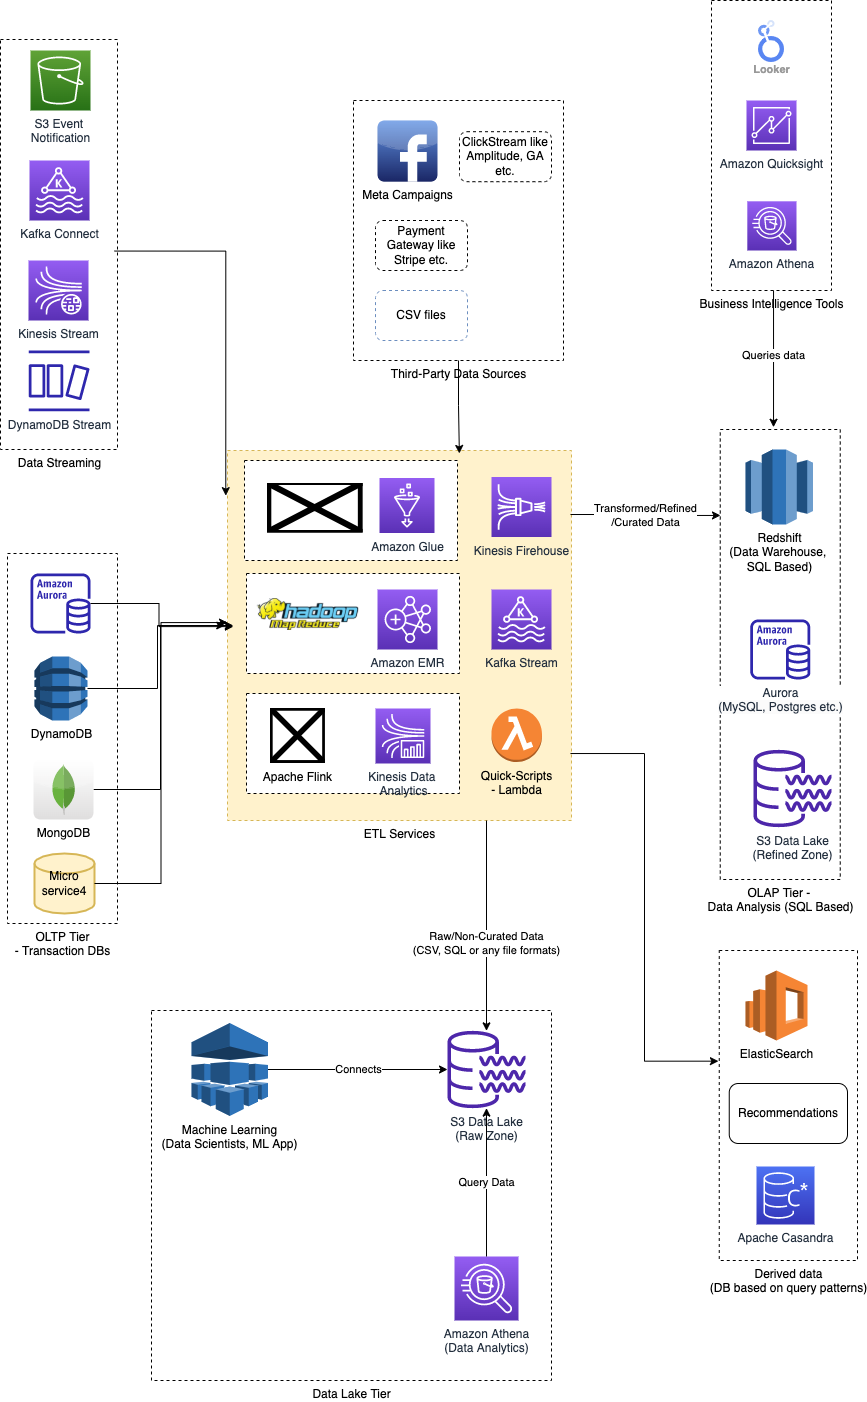 Looker
Amazon Quicksight
Amazon Athena
Business Intelligence Tools
Queries data
S3 Event
Notification
Kafka Connect
Kinesis Stream
DynamoDB Stream
Data Streaming
Meta Campaigns
ClickStream like
Amplitude, GA
etc.
Payment
Gateway like
Stripe etc.
CSV files
Third-Party Data Sources
Amazon Glue
Kinesis Firehouse
hadoop
Map Reduce
Amazon EMR
Kafka Stream
Apache Flink
Kinesis Data
Analytics
Quick-Scripts
- Lambda
ETL Services
Transformed/Refined
/Curated Data
Redshift
(Data Warehouse,
SQL Based)
Amazon
Aurora
Aurora
(MySQL, Postgres etc.)
S3 Data Lake
(Refined Zone)
OLAP Tier -
Data Analysis (SQL Based)
Amazon
Aurora
DynamoDB
MongoDB
Micro
service4
OLTP Tier
- Transaction DBs
Raw/Non-Curated Data
(CSV, SQL or any file formats)
Machine Learning
(Data Scientists, ML App)
Connects
S3 Data Lake
(Raw Zone)
Query Data
Amazon Athena
(Data Analytics)
Data Lake Tier
ElasticSearch
Recommendations
C*
Apache Casandra
Derived data
(DB based on query patterns)